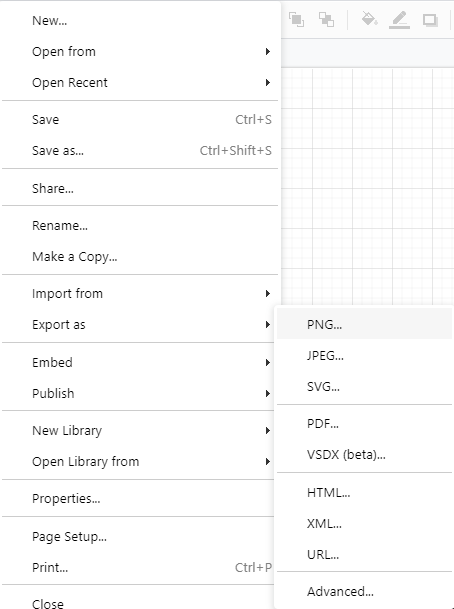 New...
Open from
Open Recent
Save Ctrl+S
Save as... Ctrl+Shift+S
Share...
Rename...
Make a Copy...
Import from
Export as
Embed
Publish
New Library
Open Library from
Properties...
Page Setup...
Print... Ctrl+P
Close
PNG...
JPEG...
SVG...
PDF...
VSDX (beta)...
HTML...
XML...
URL...
Advanced...